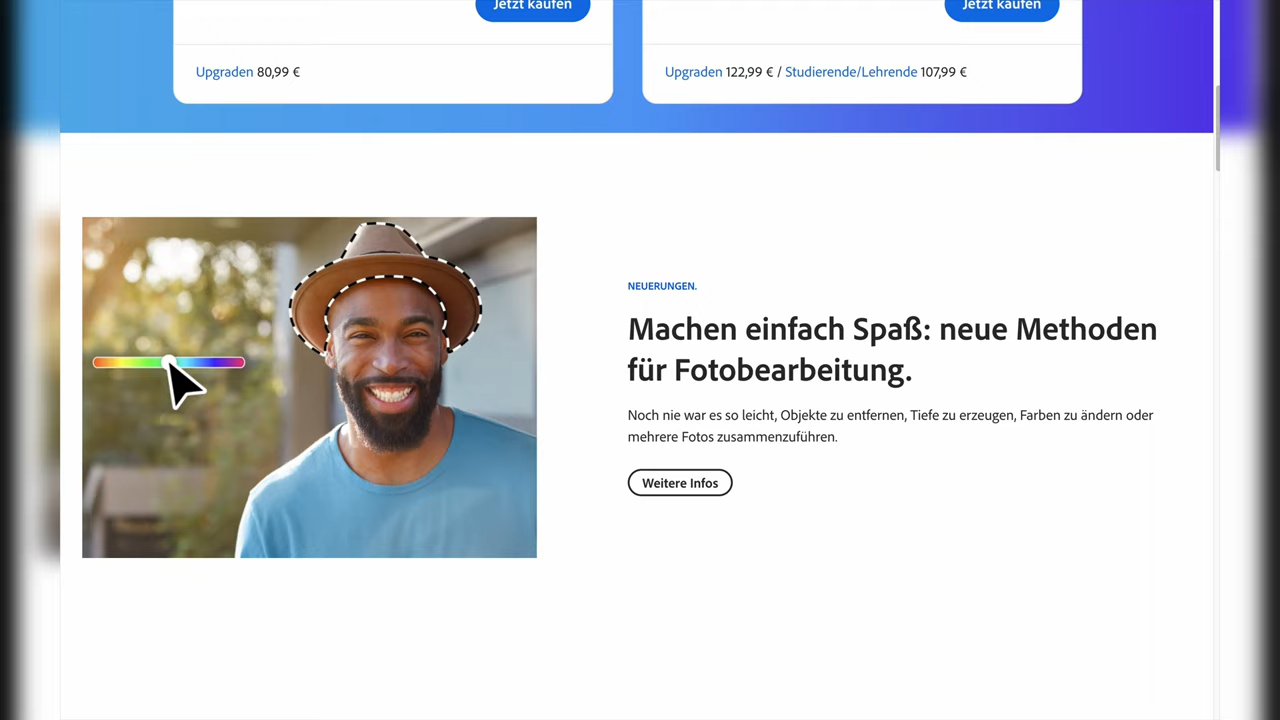 Jetzt kaufen
Jetzt kaufen
Upgraden 80,99 €
Upgraden 122,99 € / Studierende/Lehrende 107,99 €
NEUERUNGEN.
Machen einfach Spaß: neue Methoden
für Fotobearbeitung.
Noch nie war es so leicht, Objekte zu entfernen, Tiefe zu erzeugen, Farben zu ändern oder
mehrere Fotos zusammenzuführen.
Weitere Infos